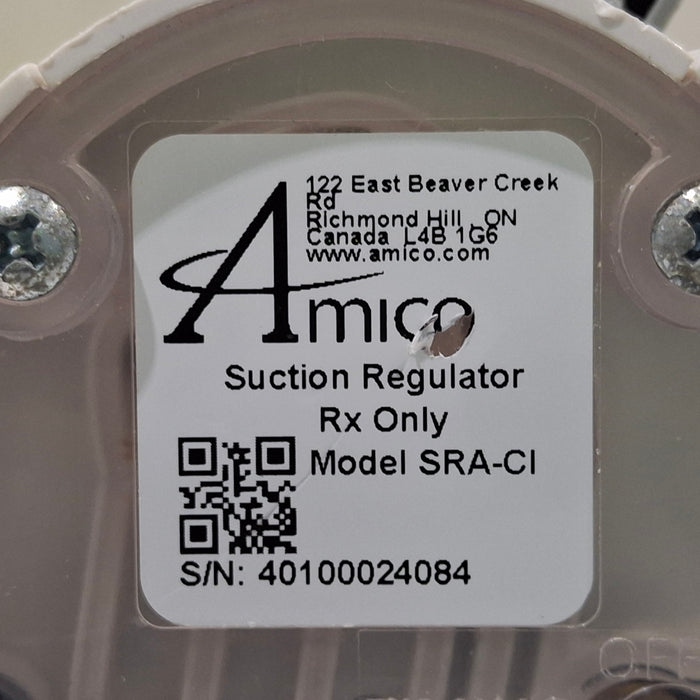 122 East Beaver Creek
Rd
Richmond Hill , ON
Canada L4B 1G6
www.amico.com
Amico
Suction Regulator
Rx Only
Model SRA-CI
S/N: 40100024084